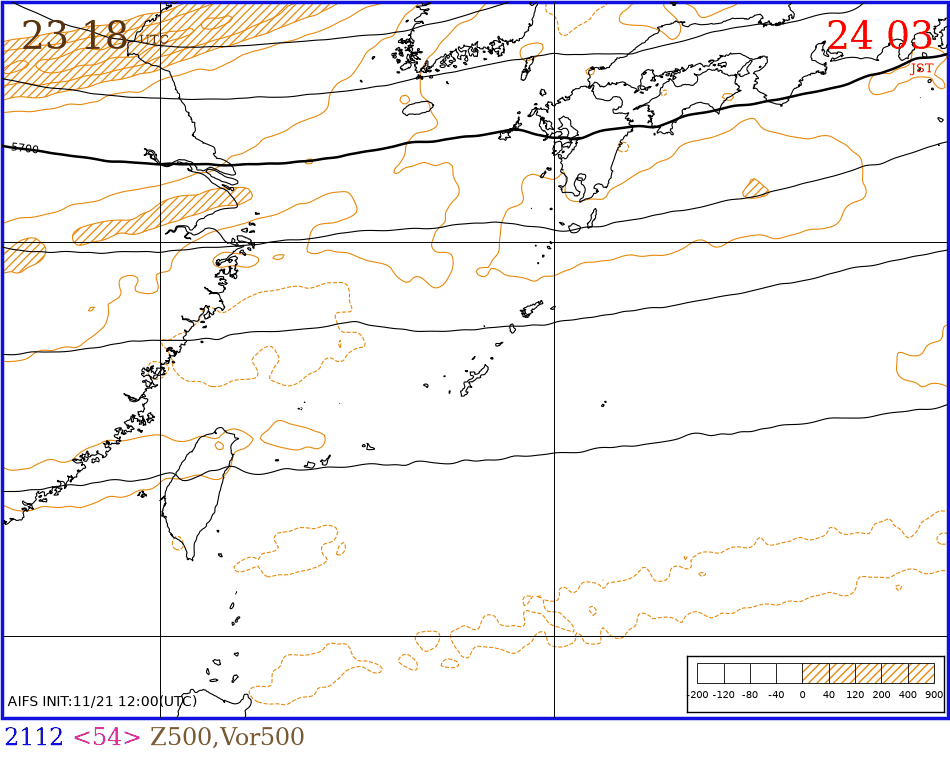 23 18 UTC
24 03
JST
5700
-200 -120 -80 -40 0 40 120 200 400 900
AIFS INIT:11/21 12:00(UTC)
2112 <54> Z500,Vor500